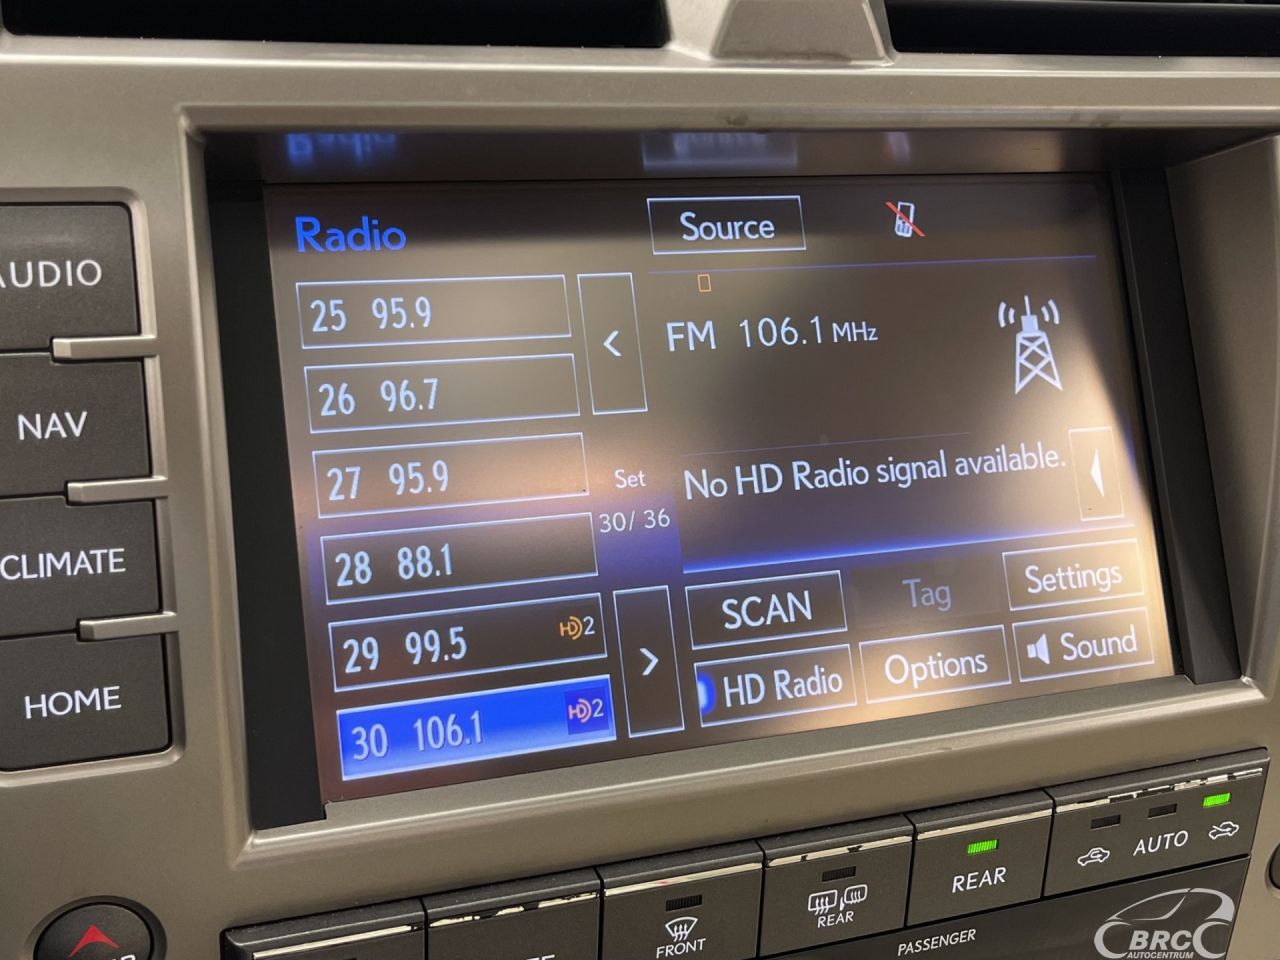 Radio
Source
25 95.9
26 96.7
27 95.9
28 88.1
29 99.5 HD2
30 106.1 HD2
<
>
Set
30/ 36
FM 106.1 MHz
No HD Radio signal available.
SCAN
Tag
Settings
HD Radio
Options
Sound
AUDIO
NAV
CLIMATE
HOME
FRONT
REAR
REAR
AUTO
PASSENGER
BRC
AUTOCENTRUM